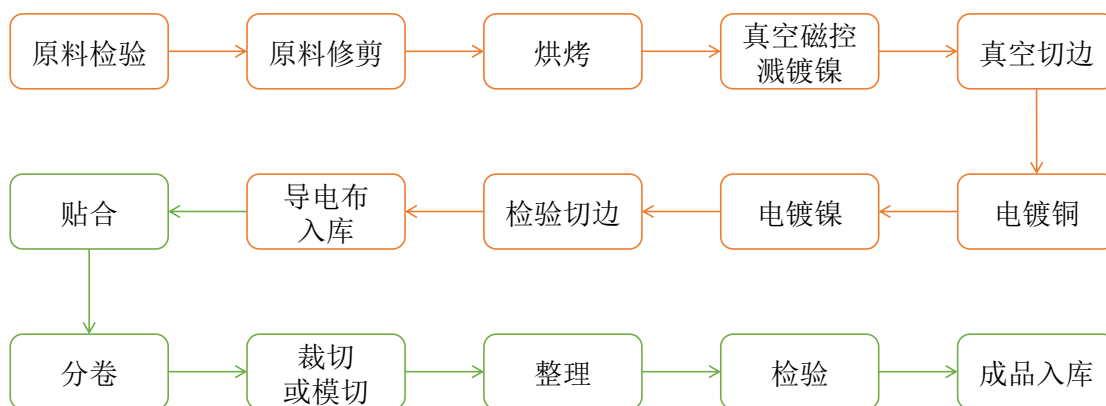 原料检验
原料修剪
烘烤
真空磁控
溅镀镍
真空切边
电镀铜
电镀镍
检验切边
导电布
入库
贴合
分卷
裁切
或模切
整理
检验
成品入库